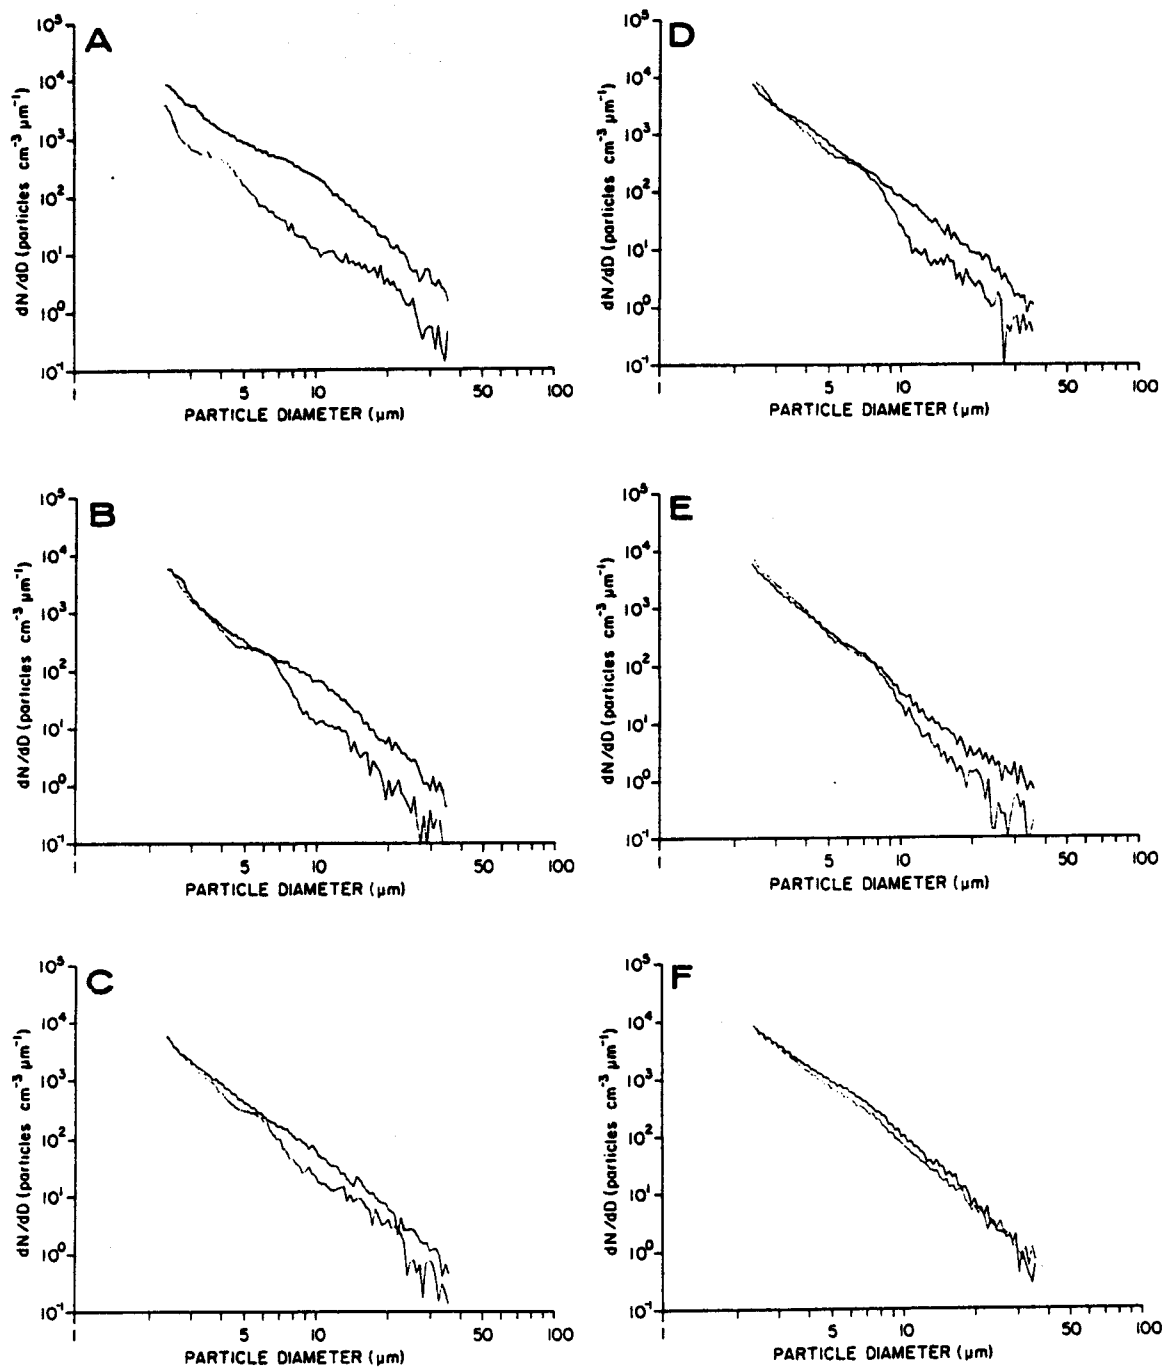 A
10⁵
10⁴
10³
10²
10¹
10⁰
10⁻¹
dN/dD (particles cm⁻³ µm⁻¹)
1 5 10 50 100
PARTICLE DIAMETER (µm)
D
10⁵
10⁴
10³
10²
10¹
10⁰
10⁻¹
dN/dD (particles cm⁻³ µm⁻¹)
1 5 10 50 100
PARTICLE DIAMETER (µm)
B
10⁵
10⁴
10³
10²
10¹
10⁰
10⁻¹
dN/dD (particles cm⁻³ µm⁻¹)
1 5 10 50 100
PARTICLE DIAMETER (µm)
E
10⁵
10⁴
10³
10²
10¹
10⁰
10⁻¹
dN/dD (particles cm⁻³ µm⁻¹)
1 5 10 50 100
PARTICLE DIAMETER (µm)
C
10⁵
10⁴
10³
10²
10¹
10⁰
10⁻¹
dN/dD (particles cm⁻³ µm⁻¹)
1 5 10 50 100
PARTICLE DIAMETER (µm)
F
10⁵
10⁴
10³
10²
10¹
10⁰
10⁻¹
dN/dD (particles cm⁻³ µm⁻¹)
1 5 10 50 100
PARTICLE DIAMETER (µm)